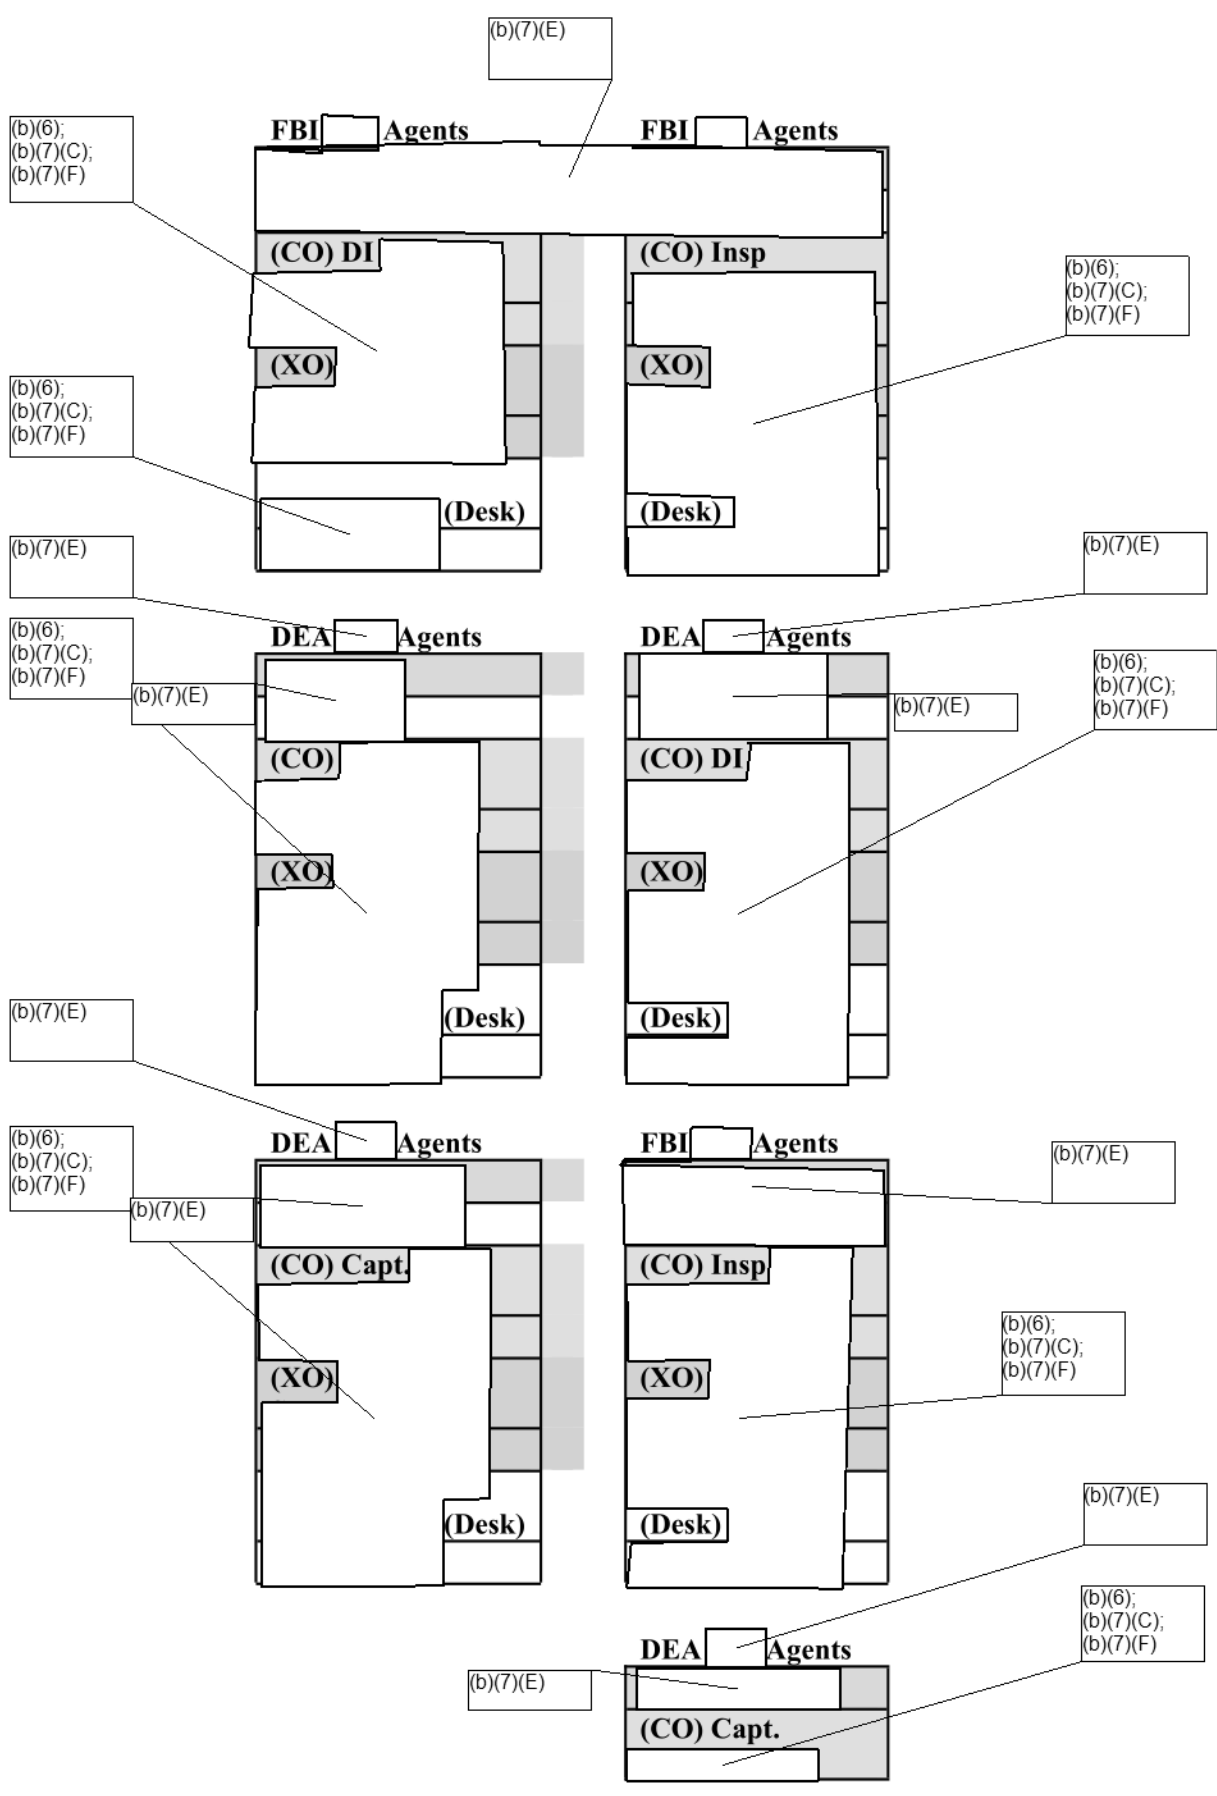 (b)(7)(E)
(b)(6);
(b)(7)(C);
(b)(7)(F)
FBI Agents
FBI Agents
(CO) DI
(CO) Insp
(b)(6);
(b)(7)(C);
(b)(7)(F)
(XO)
(XO)
(b)(6);
(b)(7)(C);
(b)(7)(F)
(Desk)
(Desk)
(b)(7)(E)
(b)(7)(E)
(b)(6);
(b)(7)(C);
(b)(7)(F)
DEA Agents
DEA Agents
(b)(6);
(b)(7)(C);
(b)(7)(F)
(b)(7)(E)
(b)(7)(E)
(CO)
(CO) DI
(XO)
(XO)
(Desk)
(Desk)
(b)(7)(E)
(b)(6);
(b)(7)(C);
(b)(7)(F)
DEA Agents
FBI Agents
(b)(7)(E)
(b)(7)(E)
(CO) Capt.
(CO) Insp
(b)(6);
(b)(7)(C);
(b)(7)(F)
(XO)
(XO)
(Desk)
(Desk)
(b)(7)(E)
(b)(6);
(b)(7)(C);
(b)(7)(F)
DEA Agents
(b)(7)(E)
(CO) Capt.